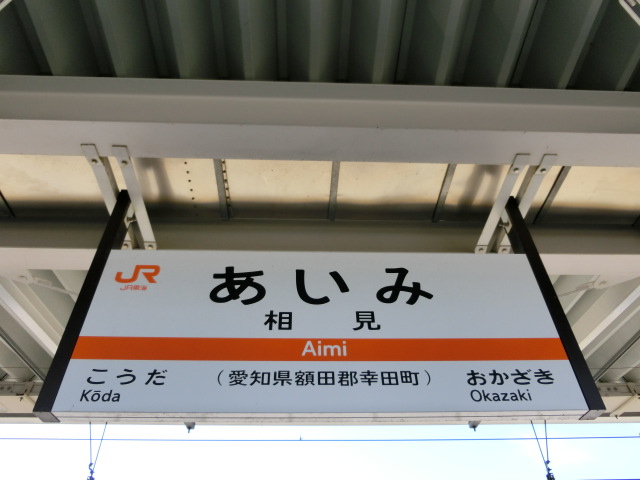 JR
JR東海
あいみ
相見
Aimi
こうだ
Kōda
（愛知県額田郡幸田町）
おかざき
Okazaki